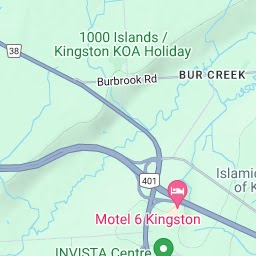 1000 Islands /
Kingston KOA Holiday
38
Burbrook Rd
BUR CREEK
Islamic
of K
401
Motel 6 Kingston
INVISTA Centre